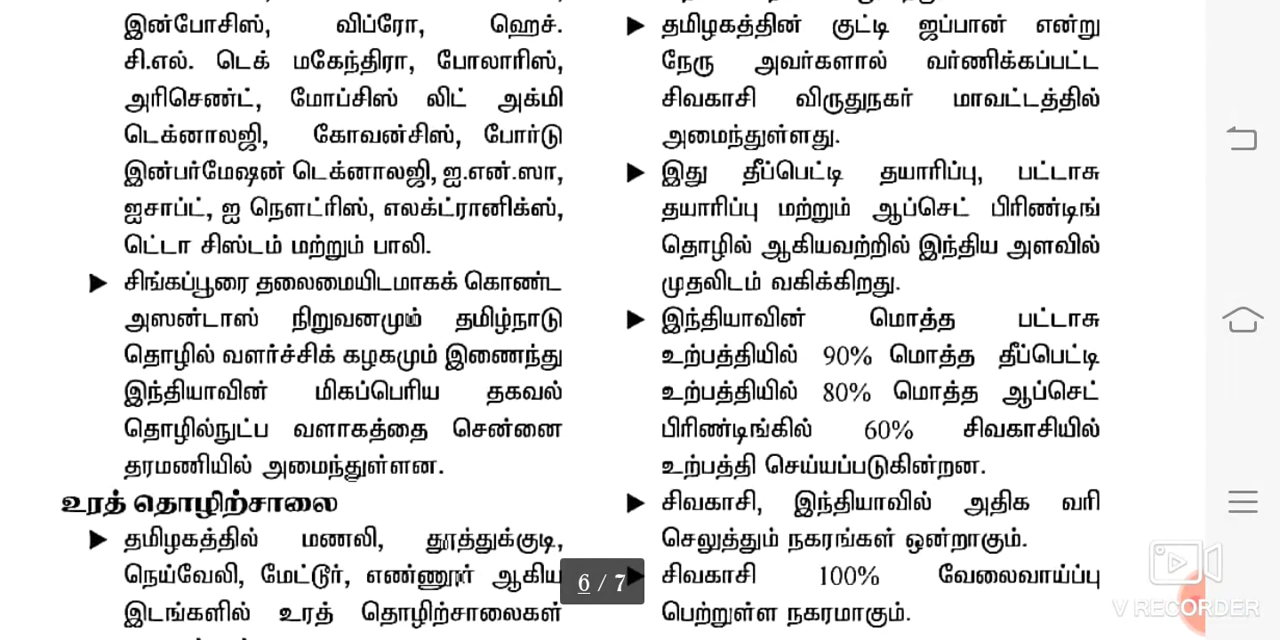 இன்போசிஸ், விப்ரோ, ஹெச்.
சி.எல். டெக் மகேந்திரா, போலாரிஸ்,
அரிசெண்ட், மோப்சிஸ் லிட் அக்மி
டெக்னாலஜி, கோவன்சிஸ், போர்டு
இன்பர்மேஷன் டெக்னாலஜி, ஐ.என்.ஸா,
ஐசாப்ட், ஐ நௌட்ரிஸ், எலக்ட்ரானிக்ஸ்,
டெ்டா சிஸ்டம் மற்றும் பாலி.
▶ சிங்கப்பூரை தலைமையிடமாகக் கொண்ட
அஸன்டாஸ் நிறுவனமும் தமிழ்நாடு
தொழில் வளர்ச்சிக் கழகமும் இணைந்து
இந்தியாவின் மிகப்பெரிய தகவல்
தொழில்நுட்ப வளாகத்தை சென்னை
தரமணியில் அமைந்துள்ளன.
உரத் தொழிற்சாலை
▶ தமிழகத்தில் மணலி, தூத்துக்குடி,
நெய்வேலி, மேட்டூர், எண்ணூர் ஆகிய
இடங்களில் உரத் தொழிற்சாலைகள்
▶ தமிழகத்தின் குட்டி ஜப்பான் என்று
நேரு அவர்களால் வர்ணிக்கப்பட்ட
சிவகாசி விருதுநகர் மாவட்டத்தில்
அமைந்துள்ளது.
▶ இது தீப்பெட்டி தயாரிப்பு, பட்டாசு
தயாரிப்பு மற்றும் ஆப்செட் பிரிண்டிங்
தொழில் ஆகியவற்றில் இந்திய அளவில்
முதலிடம் வகிக்கிறது.
▶ இந்தியாவின் மொத்த பட்டாசு
உற்பத்தியில் 90% மொத்த தீப்பெட்டி
உற்பத்தியில் 80% மொத்த ஆப்செட்
பிரிண்டிங்கில் 60% சிவகாசியில்
உற்பத்தி செய்யப்படுகின்றன.
▶ சிவகாசி, இந்தியாவில் அதிக வரி
செலுத்தும் நகரங்கள் ஒன்றாகும்.
▶ சிவகாசி 100% வேலைவாய்ப்பு
பெற்றுள்ள நகரமாகும்.
6 / 7
V RECORDER